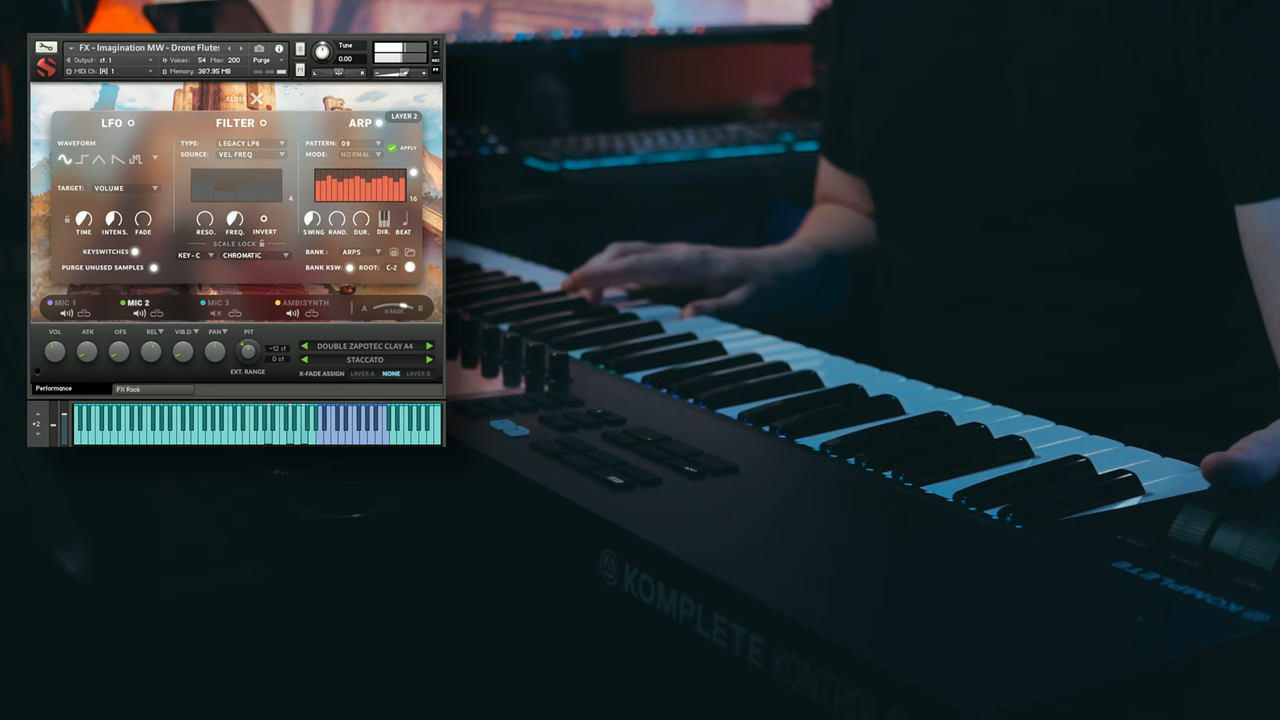 FX - Imagination MW - Drone Flutes
Output: st. 1 Voices: 54 Max: 200 Purge
MIDI Ch: [A] 1 Memory: 387.95 MB
S
M
Tune
0.00
L R
CLOSE
LAYER 2
LFO FILTER ARP
WAVEFORM
TARGET: VOLUME
TIME INTENS. FADE
KEYSWITCHES
PURGE UNUSED SAMPLES
TYPE: LEGACY LP6
SOURCE: VEL FREQ
4
RESO. FREQ. INVERT
SCALE LOCK
KEY - C CHROMATIC
PATTERN: 09
MODE: NORMAL
APPLY
16
SWING RAND. DUR. DIR. BEAT
BANK : ARPS
BANK KSW: ROOT: C-2
MIC 1 MIC 2 MIC 3 AMBISYNTH
A X-FADE B
VOL ATK OFS REL VIB.D PAN PIT
-12 st
0 ct
EXT. RANGE
DOUBLE ZAPOTEC CLAY A4
STACCATO
X-FADE ASSIGN LAYER A NONE LAYER B
Performance FX Rack
+2
KOMPLETE KONTROL
KOMPLETE